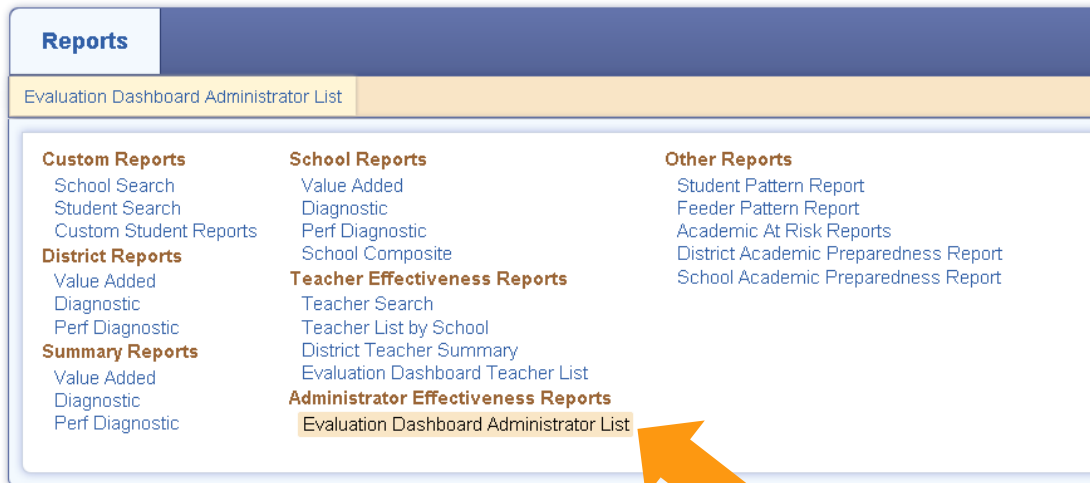 Reports
Evaluation Dashboard Administrator List
Custom Reports
School Search
Student Search
Custom Student Reports
District Reports
Value Added
Diagnostic
Perf Diagnostic
Summary Reports
Value Added
Diagnostic
Perf Diagnostic
School Reports
Value Added
Diagnostic
Perf Diagnostic
School Composite
Teacher Effectiveness Reports
Teacher Search
Teacher List by School
District Teacher Summary
Evaluation Dashboard Teacher List
Administrator Effectiveness Reports
Evaluation Dashboard Administrator List
Other Reports
Student Pattern Report
Feeder Pattern Report
Academic At Risk Reports
District Academic Preparedness Report
School Academic Preparedness Report